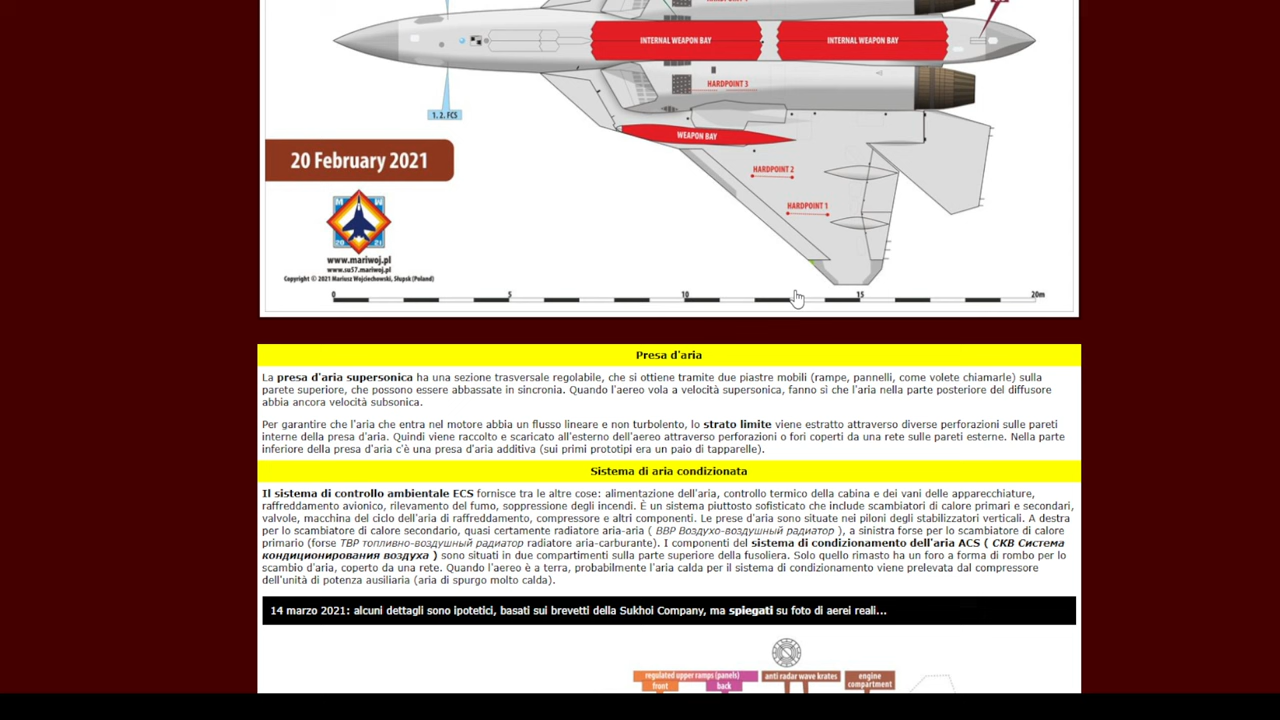 HARDPOINT 3
INTERNAL WEAPON BAY
INTERNAL WEAPON BAY
HARDPOINT 3
1. 2. FCS
WEAPON BAY
20 February 2021
HARDPOINT 2
HARDPOINT 1
M W
20 21
www.mariwoj.pl
www.su57.mariwoj.pl
Copyright © 2021 Mariusz Wojciechowski, Słupsk (Poland)
0 5 10 15 20m
Presa d'aria
La presa d'aria supersonica ha una sezione trasversale regolabile, che si ottiene tramite due piastre mobili (rampe, pannelli, come volete chiamarle) sulla
parete superiore, che possono essere abbassate in sincronia. Quando l'aereo vola a velocità supersonica, fanno sì che l'aria nella parte posteriore del diffusore
abbia ancora velocità subsonica.
Per garantire che l'aria che entra nel motore abbia un flusso lineare e non turbolento, lo strato limite viene estratto attraverso diverse perforazioni sulle pareti
interne della presa d'aria. Quindi viene raccolto e scaricato all'esterno dell'aereo attraverso perforazioni o fori coperti da una rete sulle pareti esterne. Nella parte
inferiore della presa d'aria c'è una presa d'aria additiva (sui primi prototipi era un paio di tapparelle).
Sistema di aria condizionata
Il sistema di controllo ambientale ECS fornisce tra le altre cose: alimentazione dell'aria, controllo termico della cabina e dei vani delle apparecchiature,
raffreddamento avionico, rilevamento del fumo, soppressione degli incendi. È un sistema piuttosto sofisticato che include scambiatori di calore primari e secondari,
valvole, macchina del ciclo dell'aria di raffreddamento, compressore e altri componenti. Le prese d'aria sono situate nei piloni degli stabilizzatori verticali. A destra
per lo scambiatore di calore secondario, quasi certamente radiatore aria-aria ( ВВР Воздухо-воздушный радиатор ), a sinistra forse per lo scambiatore di calore
primario (forse ТВР топливно-воздушный радиатор radiatore aria-carburante). I componenti del sistema di condizionamento dell'aria ACS ( СКВ Система
кондиционирования воздуха ) sono situati in due compartimenti sulla parte superiore della fusoliera. Solo quello rimasto ha un foro a forma di rombo per lo
scambio d'aria, coperto da una rete. Quando l'aereo è a terra, probabilmente l'aria calda per il sistema di condizionamento viene prelevata dal compressore
dell'unità di potenza ausiliaria (aria di spurgo molto calda).
14 marzo 2021: alcuni dettagli sono ipotetici, basati sui brevetti della Sukhoi Company, ma spiegati su foto di aerei reali...
regulated upper ramps (panels)
front back
anti radar wave krates
engine
compartment